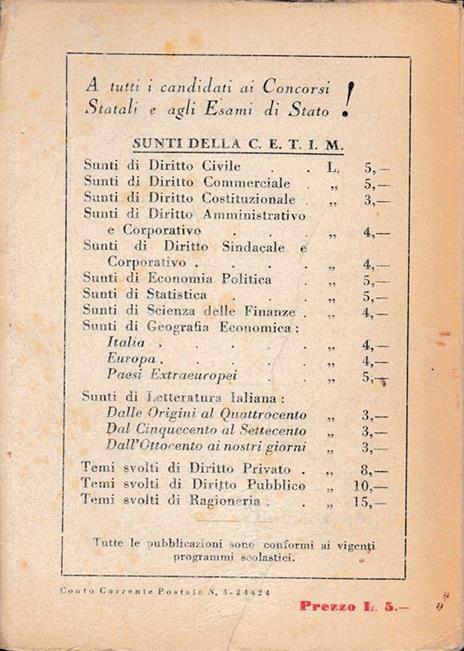 A tutti i candidati ai Concorsi
Statali e agli Esami di Stato !
SUNTI DELLA C. E. T. I. M.
Sunti di Diritto Civile . . L. 5,—
Sunti di Diritto Commerciale „ 5,—
Sunti di Diritto Costituzionale . „ 3,—
Sunti di Diritto Amministrativo
e Corporativo . . . „ 4,—
Sunti di Diritto Sindacale e
Corporativo . . . . „ 4,—
Sunti di Economia Politica . „ 5,—
Sunti di Statistica . . . „ 5,—
Sunti di Scienza delle Finanze . „ 4,—
Sunti di Geografia Economica :
Italia . . . . . „ 4,—
Europa . . . . . „ 4,—
Paesi Extraeuropei . . „ 5,—
Sunti di Letteratura Ialiana :
Dalle Origini al Quattrocento „ 3,—
Dal Cinquecento al Settecento „ 3,—
Dall'Ottocento ai nostri giorni „ 3,—
Temi svolti di Diritto Privato . „ 8,—
Temi svolti di Diritto Pubblico „ 10,—
Temi svolti di Ragioneria . . „ 15,—
Tutte le pubblicazioni sono conformi ai vigenti
programmi scolastici.
Conto Corrente Postale N. 3-24424
Prezzo L. 5.—